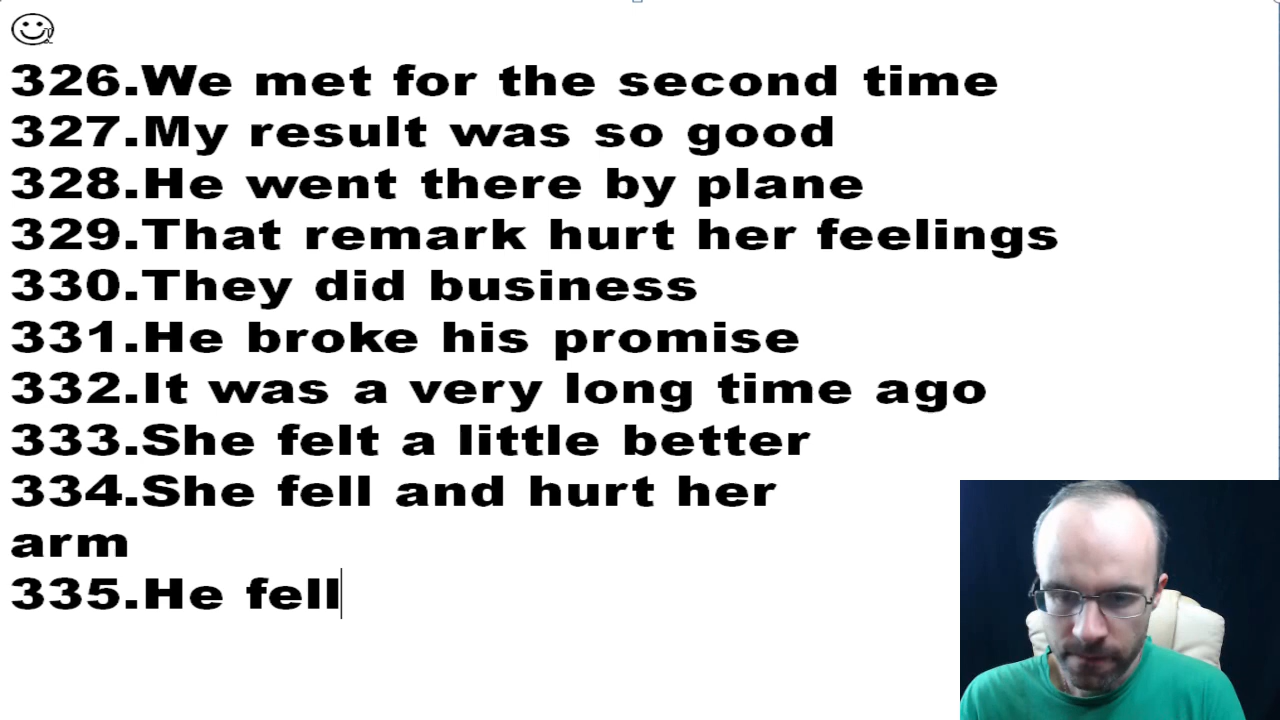 326.We met for the second time
327.My result was so good
328.He went there by plane
329.That remark hurt her feelings
330.They did business
331.He broke his promise
332.It was a very long time ago
333.She felt a little better
334.She fell and hurt her
arm
335.He fell